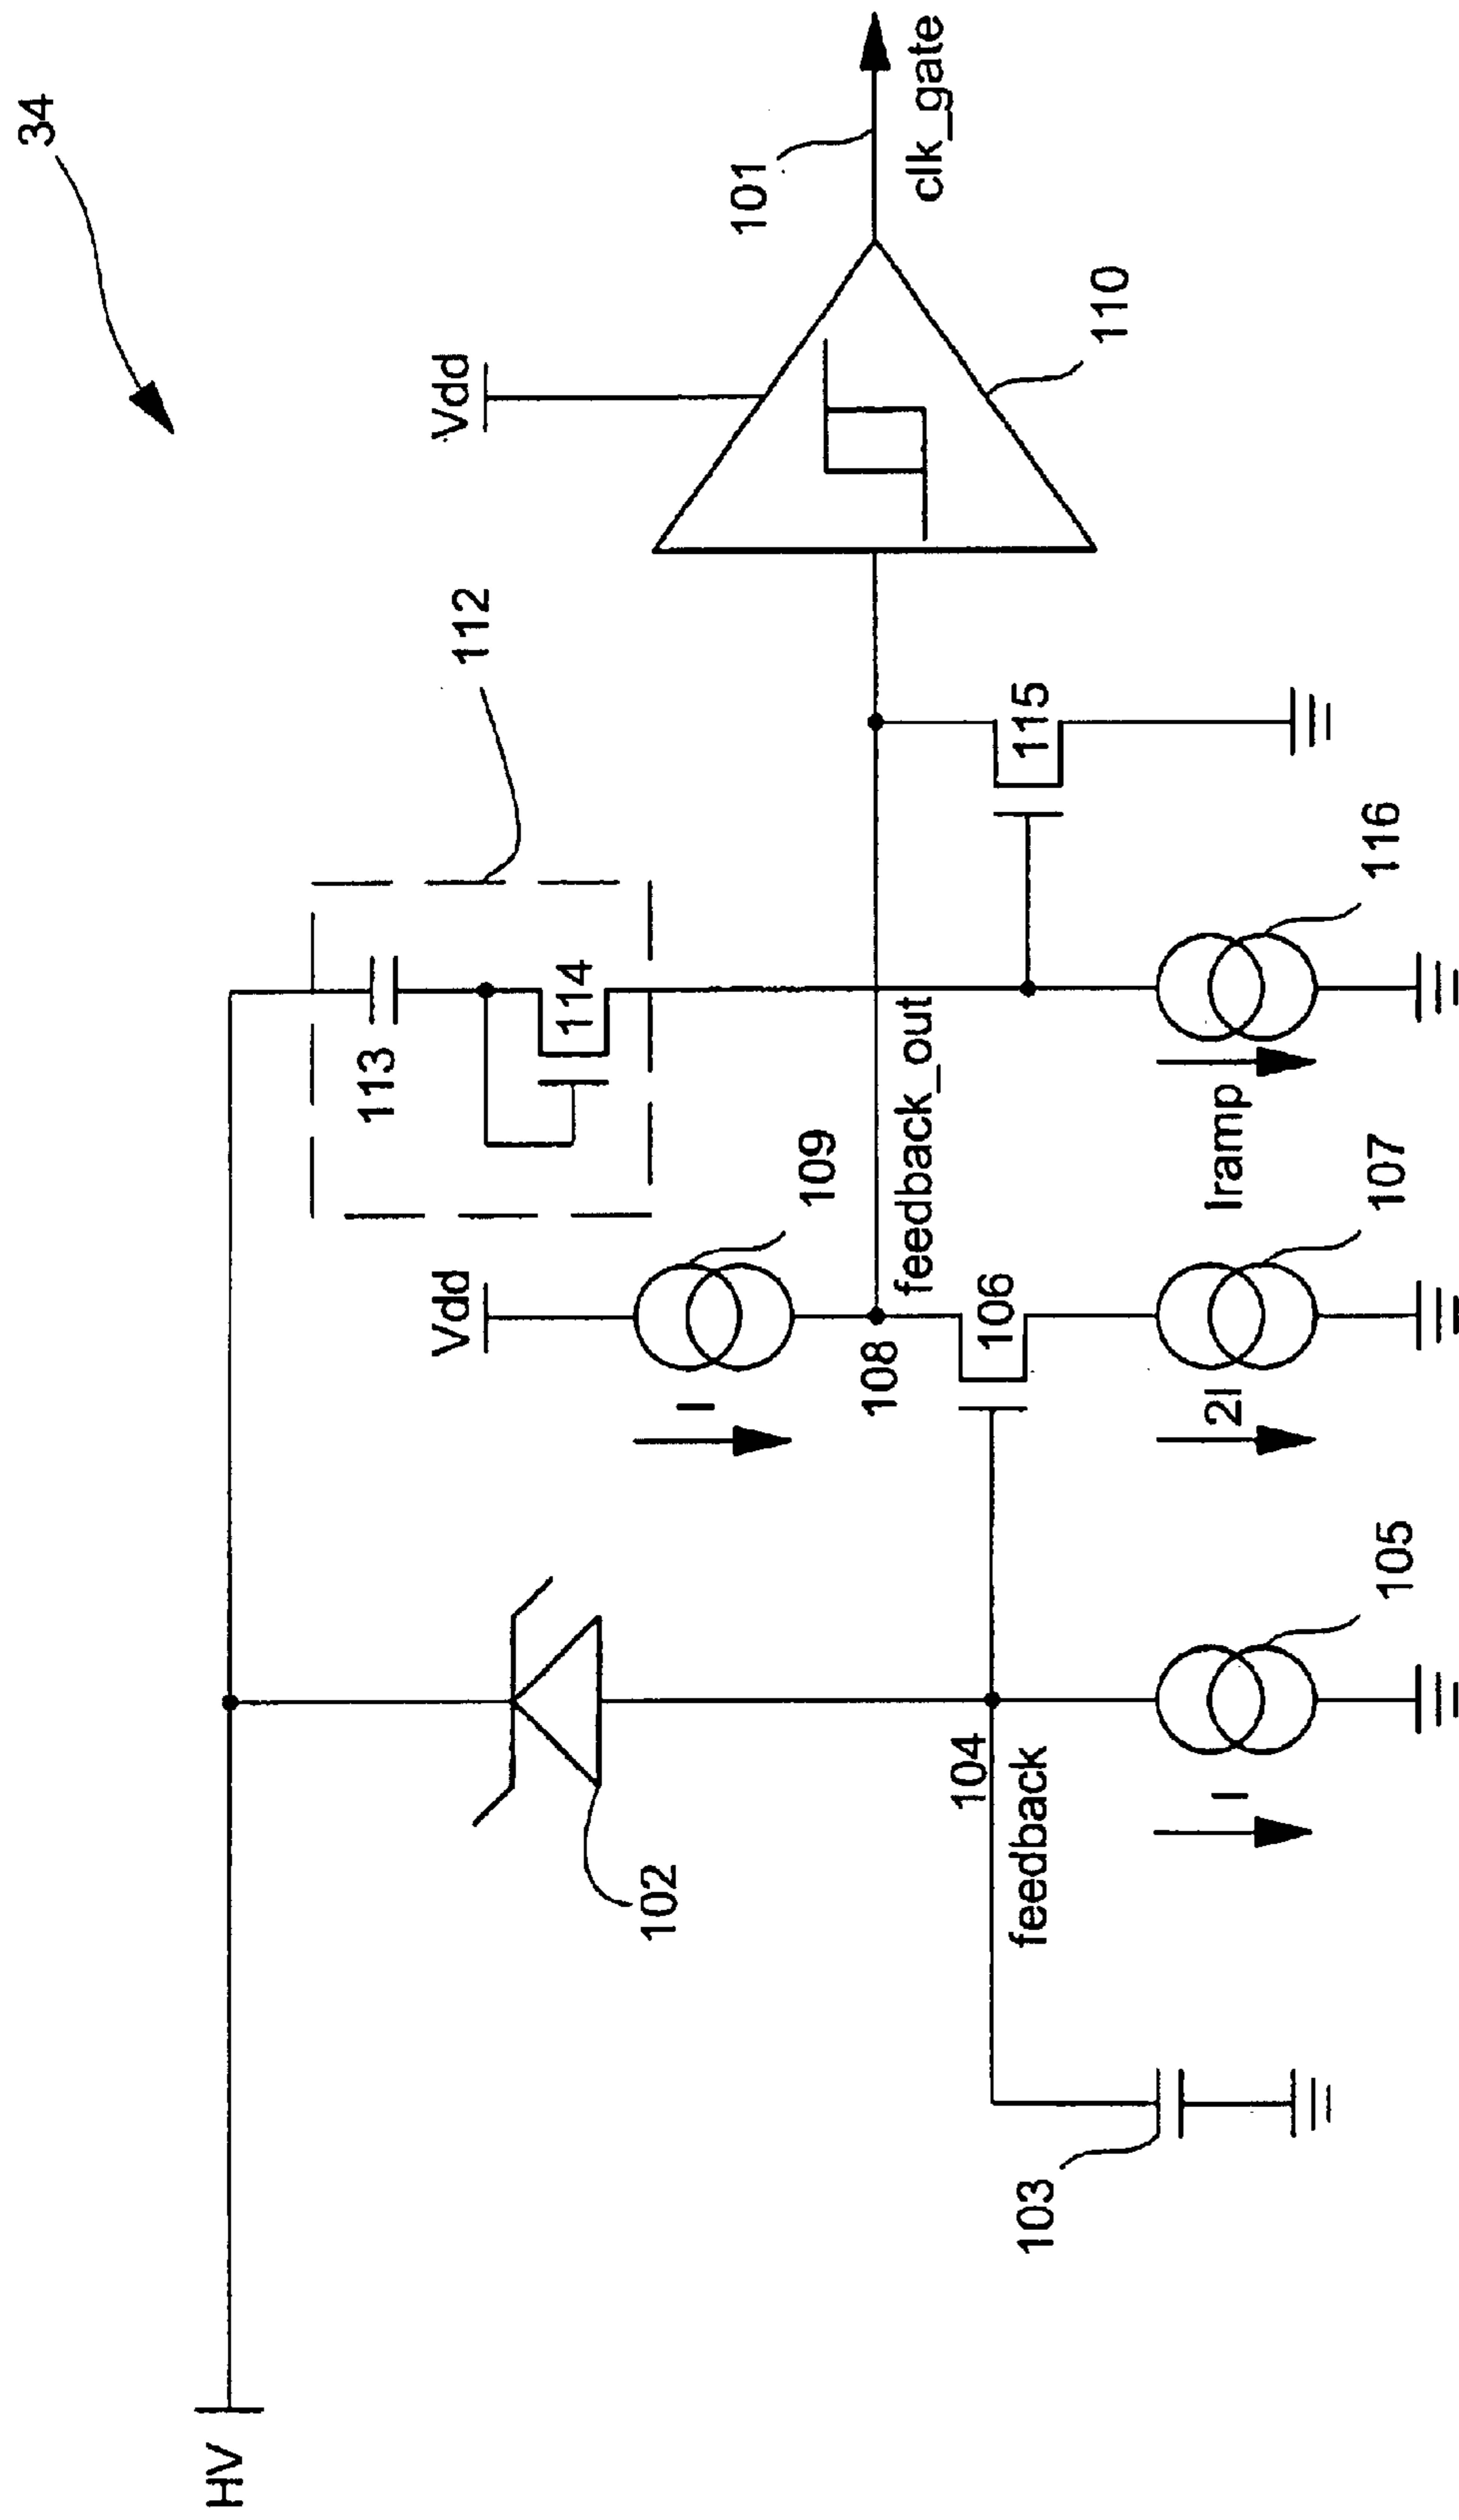 34
101
clk_gate
Vdd
110
112
113
114
115
116
Iramp
109
Vdd
I
108
feedback_out
106
107
2I
102
104
feedback
105
I
103
HV